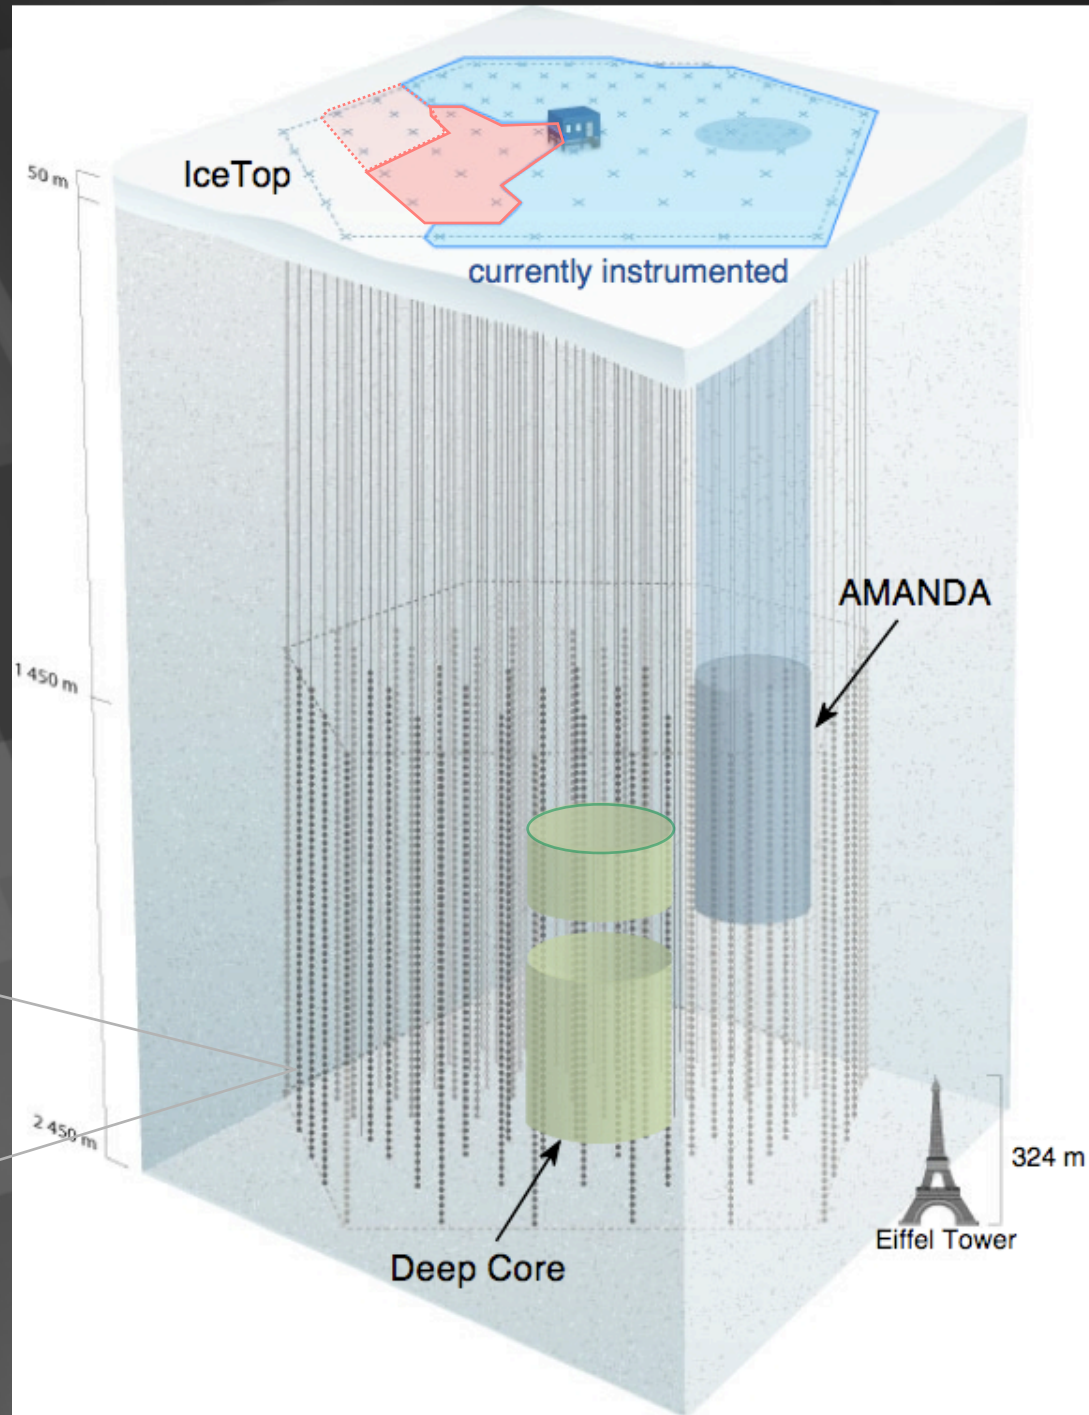 50 m
IceTop
currently instrumented
AMANDA
1 450 m
2 450 m
324 m
Eiffel Tower
Deep Core